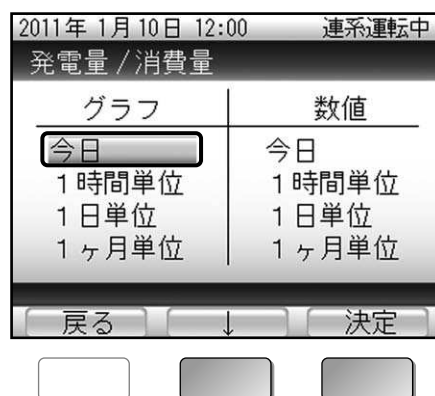 2011年 1月10日 12:00 連系運転中
発電量/消費量
グラフ 数値
今日 今日
1時間単位 1時間単位
1日単位 1日単位
1ヶ月単位 1ヶ月単位
戻る ↓ 決定